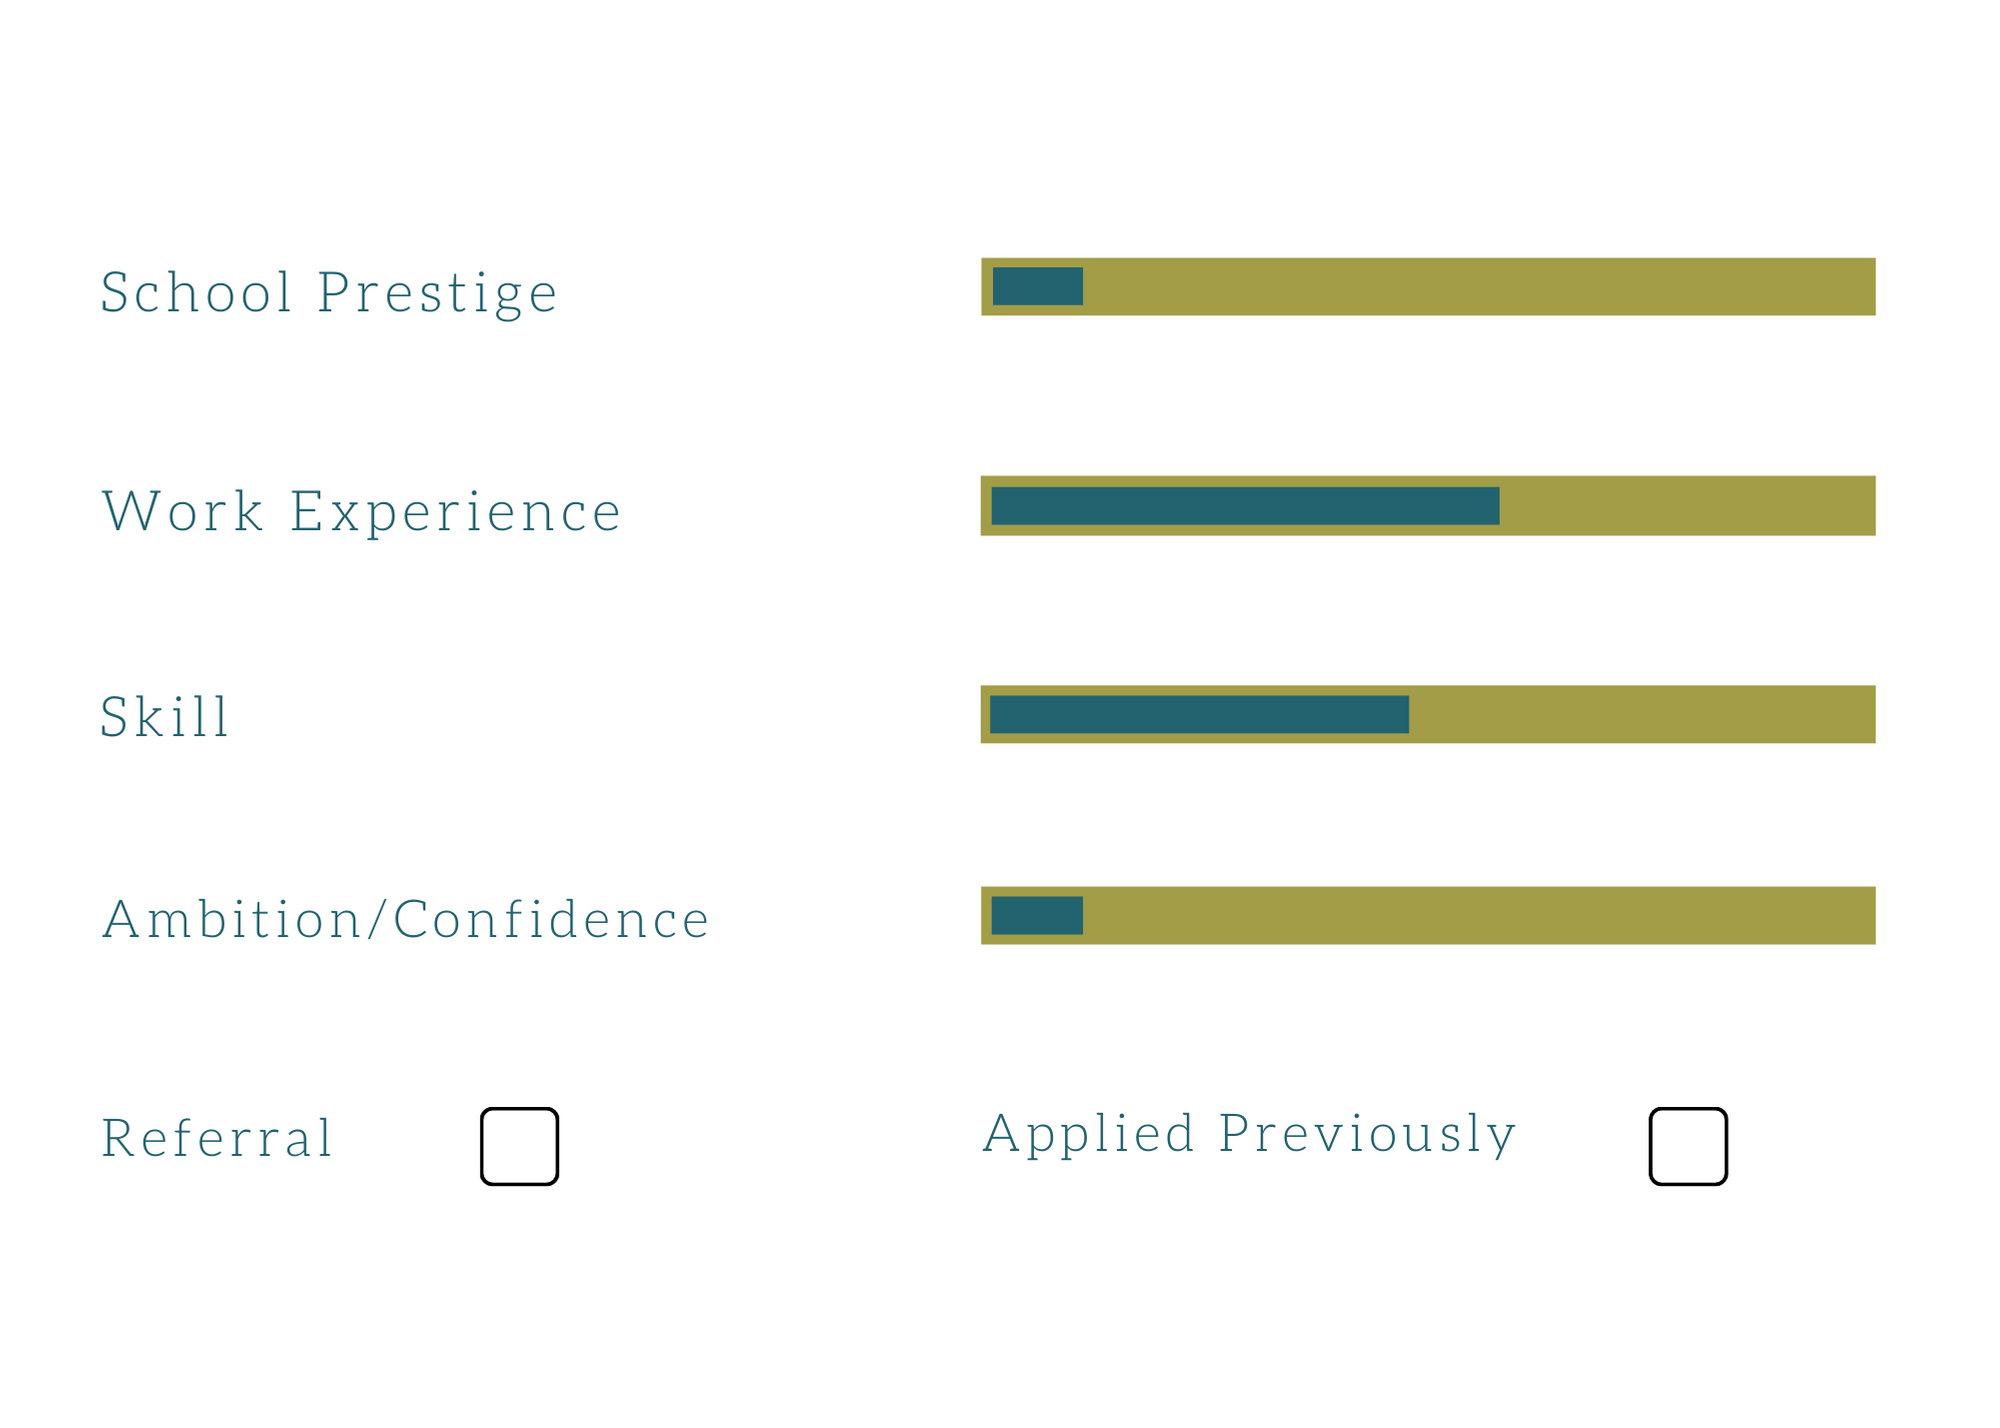 School Prestige
Work Experience
Skill
Ambition/Confidence
Referral
Applied Previously